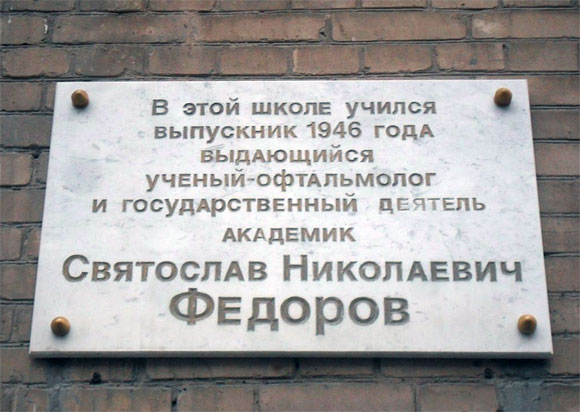 В этой школе учился
выпускник 1946 года
выдающийся
ученый-офтальмолог
и государственный деятель
академик
Святослав Николаевич
Федоров